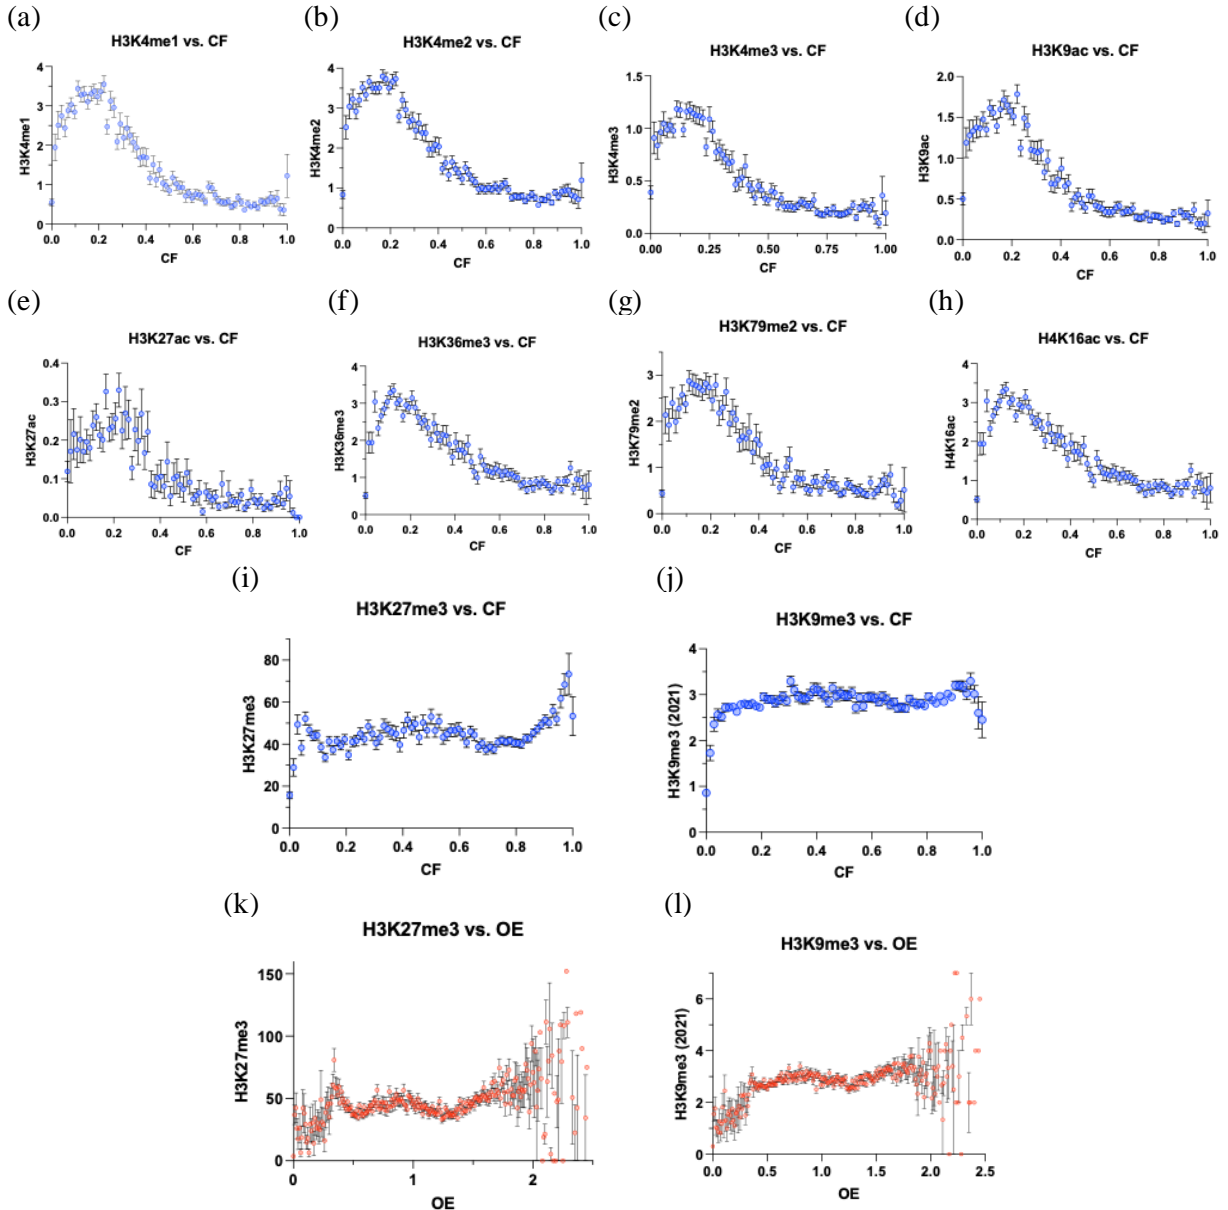 (a) (b) (c) (d)
H3K4me1 vs. CF H3K4me2 vs. CF H3K4me3 vs. CF H3K9ac vs. CF
H3K4me1
4
3
2
1
0
0.0 0.2 0.4 0.6 0.8 1.0
CF
H3K4me2
4
3
2
1
0
0.0 0.2 0.4 0.6 0.8 1.0
CF
H3K4me3
1.5
1.0
0.5
0.0
0.00 0.25 0.50 0.75 1.00
CF
H3K9ac
2.0
1.5
1.0
0.5
0.0
0.0 0.2 0.4 0.6 0.8 1.0
CF
(e) (f) (g) (h)
H3K27ac vs. CF H3K36me3 vs. CF H3K79me2 vs. CF H4K16ac vs. CF
H3K27ac
0.4
0.3
0.2
0.1
0.0
0.0 0.2 0.4 0.6 0.8 1.0
CF
H3K36me3
4
3
2
1
0
0.0 0.2 0.4 0.6 0.8 1.0
CF
H3K79me2
3
2
1
0
0.0 0.2 0.4 0.6 0.8 1.0
CF
H4K16ac
4
3
2
1
0
0.0 0.2 0.4 0.6 0.8 1.0
CF
(i) (j)
H3K27me3 vs. CF H3K9me3 vs. CF
H3K27me3
80
60
40
20
0
0.0 0.2 0.4 0.6 0.8 1.0
CF
H3K9me3 (2021)
4
3
2
1
0
0.0 0.2 0.4 0.6 0.8 1.0
CF
(k) (l)
H3K27me3 vs. OE H3K9me3 vs. OE
H3K27me3
150
100
50
0
0 1 2
OE
H3K9me3 (2021)
6
4
2
0
0.0 0.5 1.0 1.5 2.0 2.5
OE